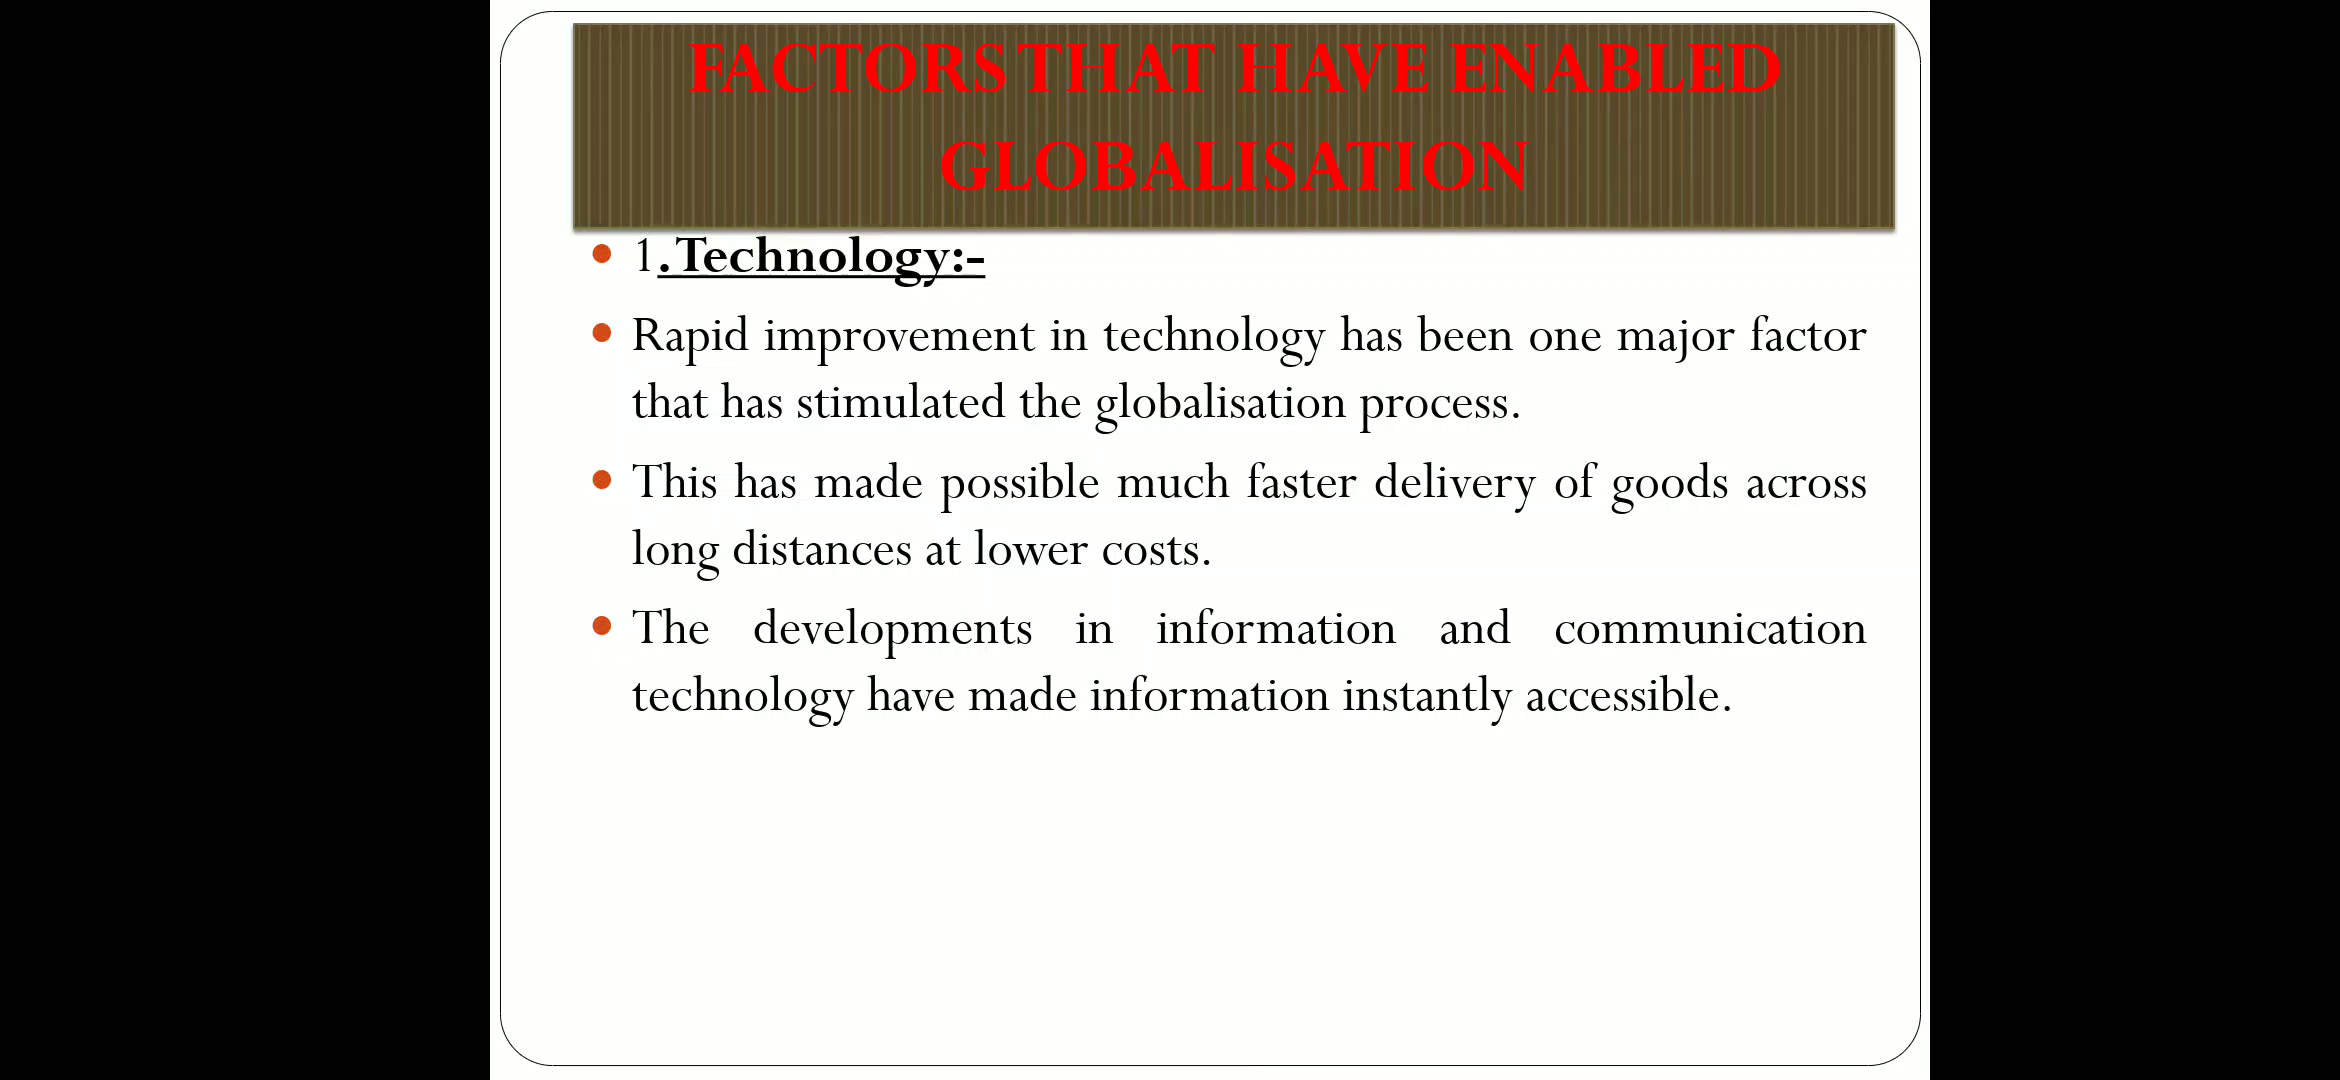 FACTORS THAT HAVE ENABLED
GLOBALISATION
• 1.Technology:-
• Rapid improvement in technology has been one major factor
that has stimulated the globalisation process.
• This has made possible much faster delivery of goods across
long distances at lower costs.
• The developments in information and communication
technology have made information instantly accessible.